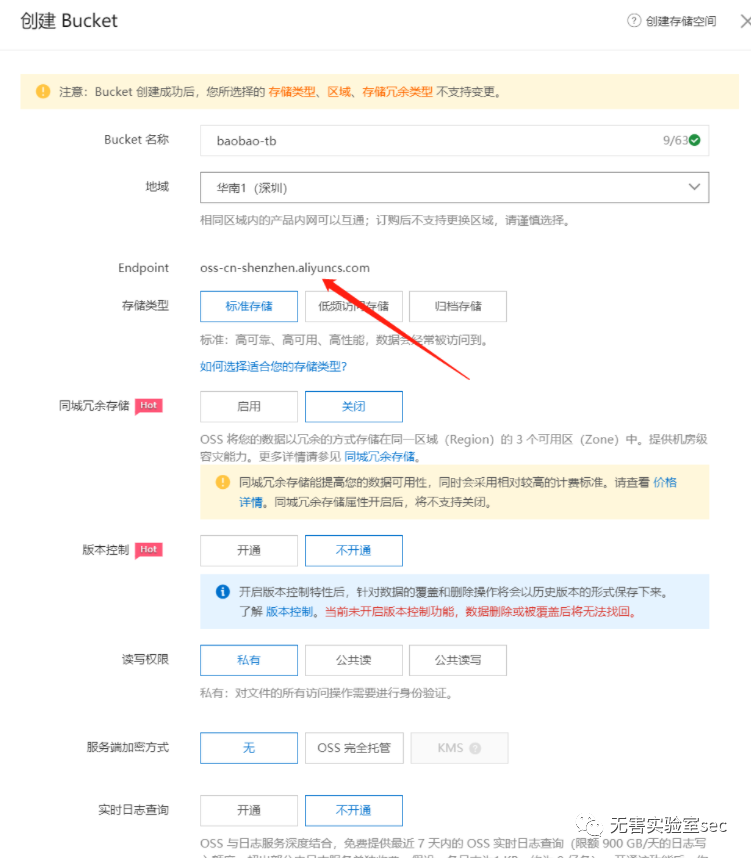 创建 Bucket
创建存储空间
注意：Bucket 创建成功后，您所选择的 存储类型、区域、存储冗余类型 不支持变更。
Bucket 名称
baobao-tb
9/63
地域
华南1（深圳）
相同区域内的产品内网可以互通；订购后不支持更换区域，请谨慎选择。
Endpoint
oss-cn-shenzhen.aliyuncs.com
存储类型
标准存储
低频访问存储
归档存储
标准：高可靠、高可用、高性能，数据会经常被访问到。
如何选择适合您的存储类型？
同城冗余存储
Hot
启用
关闭
OSS 将您的数据以冗余的方式存储在同一区域（Region）的 3 个可用区（Zone）中。提供机房级
容灾能力。更多详情请参见 同城冗余存储。
同城冗余存储能提高您的数据可用性，同时会采用相对较高的计费标准。请查看 价格
详情。同城冗余存储属性开启后，将不支持关闭。
版本控制
Hot
开通
不开通
开启版本控制特性后，针对数据的覆盖和删除操作将会以历史版本的形式保存下来。
了解 版本控制。当前未开启版本控制功能，数据删除或被覆盖后将无法找回。
读写权限
私有
公共读
公共读写
私有：对文件的所有访问操作需要进行身份验证。
服务端加密方式
无
OSS 完全托管
KMS
实时日志查询
开通
不开通
无害实验室sec
OSS 与日志服务深度结合，免费提供最近 7 天内的 OSS 实时日志查询（限额 900 GB/天的日志写